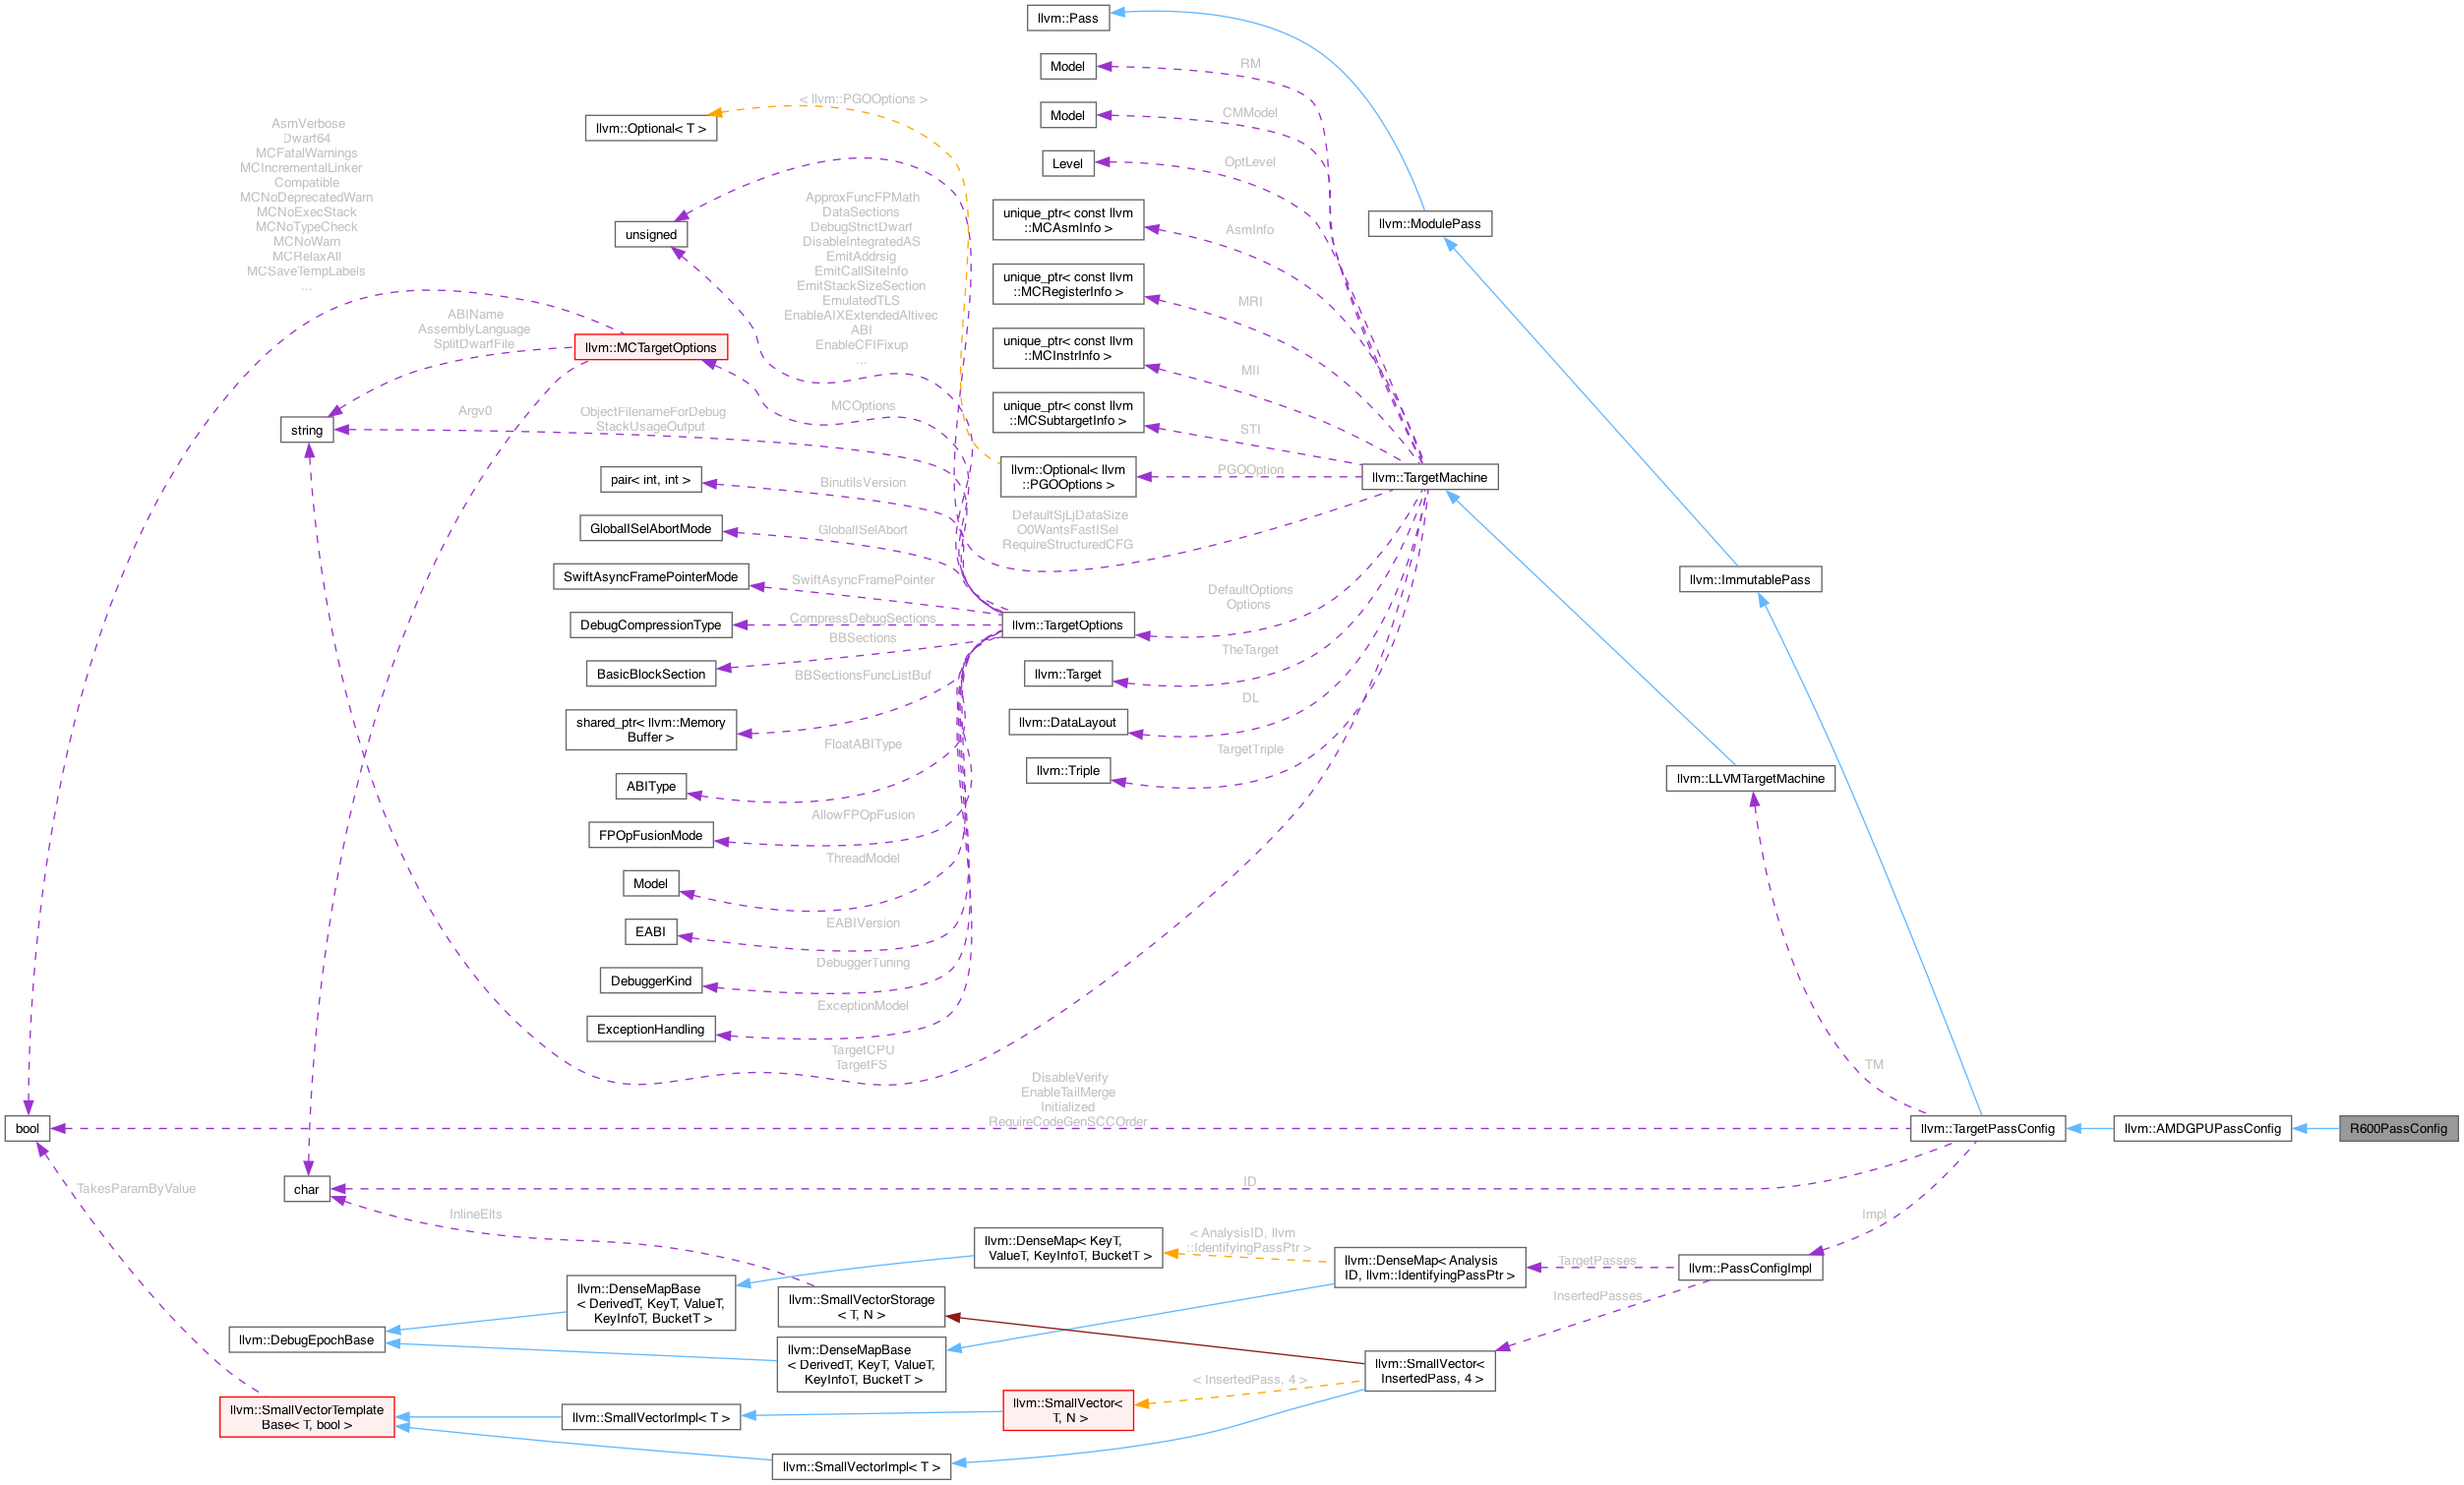 llvm::Pass
Model
RM
Model
CMModel
Level
OptLevel
unique_ptr< const llvm
::MCAsmInfo >
AsmInfo
unique_ptr< const llvm
::MCRegisterInfo >
MRI
unique_ptr< const llvm
::MCInstrInfo >
MII
unique_ptr< const llvm
::MCSubtargetInfo >
STI
llvm::Optional< llvm
::PGOOptions >
PGOOption
llvm::Optional< T >
< llvm::PGOOptions >
unsigned
ApproxFuncFPMath
DataSections
DebugStrictDwarf
DisableIntegratedAS
EmitAddrsig
EmitCallSiteInfo
EmitStackSizeSection
EmulatedTLS
EnableAIXExtendedAltivec
ABI
EnableCFIFixup
...
AsmVerbose
Dwarf64
MCFatalWarnings
MCIncrementalLinker
Compatible
MCNoDeprecatedWarn
MCNoExecStack
MCNoTypeCheck
MCNoWarn
MCRelaxAll
MCSaveTempLabels
...
ABIName
AssemblyLanguage
SplitDwarfFile
llvm::MCTargetOptions
MCOptions
Argv0
string
ObjectFilenameForDebug
StackUsageOutput
pair< int, int >
BinutilsVersion
GlobalISelAbortMode
GlobalISelAbort
SwiftAsyncFramePointerMode
SwiftAsyncFramePointer
DebugCompressionType
CompressDebugSections
BasicBlockSection
BBSections
shared_ptr< llvm::Memory
Buffer >
BBSectionsFuncListBuf
ABIType
FloatABIType
FPOpFusionMode
AllowFPOpFusion
Model
ThreadModel
EABI
EABIVersion
DebuggerKind
DebuggerTuning
ExceptionHandling
ExceptionModel
TargetCPU
TargetFS
DefaultSjLjDataSize
O0WantsFastISel
RequireStructuredCFG
llvm::TargetOptions
DefaultOptions
Options
llvm::Target
TheTarget
llvm::DataLayout
DL
llvm::Triple
TargetTriple
llvm::ModulePass
llvm::TargetMachine
llvm::ImmutablePass
llvm::LLVMTargetMachine
TM
bool
DisableVerify
EnableTailMerge
Initialized
RequireCodeGenSCCOrder
llvm::TargetPassConfig
llvm::AMDGPUPassConfig
R600PassConfig
char
ID
TakesParamByValue
InlineElts
Impl
llvm::DenseMap< KeyT,
ValueT, KeyInfoT, BucketT >
< AnalysisID, llvm
::IdentifyingPassPtr >
llvm::DenseMap< Analysis
ID, llvm::IdentifyingPassPtr >
TargetPasses
llvm::PassConfigImpl
InsertedPasses
llvm::DenseMapBase
< DerivedT, KeyT, ValueT,
KeyInfoT, BucketT >
llvm::SmallVectorStorage
< T, N >
llvm::DebugEpochBase
llvm::DenseMapBase
< DerivedT, KeyT, ValueT,
KeyInfoT, BucketT >
llvm::SmallVector<
InsertedPass, 4 >
< InsertedPass, 4 >
llvm::SmallVectorTemplate
Base< T, bool >
llvm::SmallVectorImpl< T >
llvm::SmallVector<
T, N >
llvm::SmallVectorImpl< T >